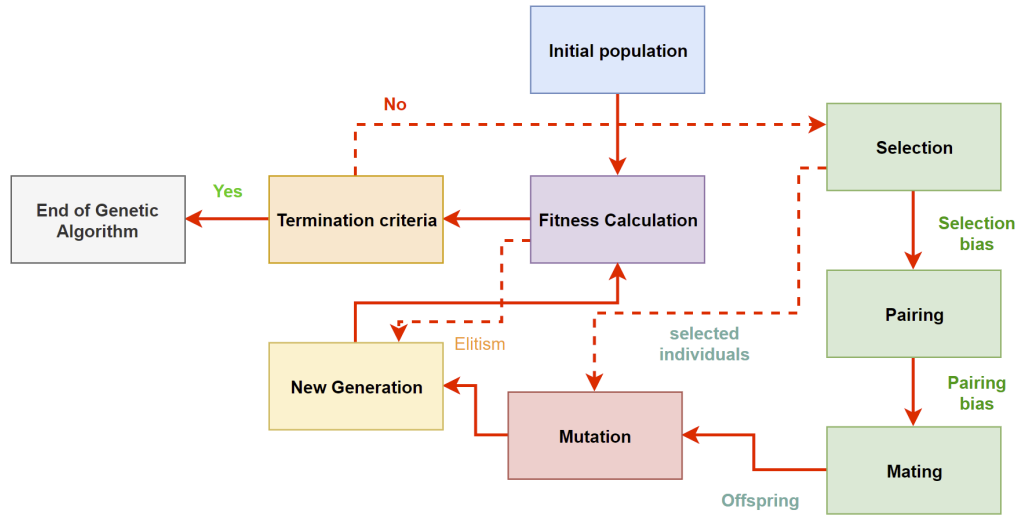 Initial population
No
Selection
Yes
End of Genetic
Algorithm
Termination criteria
Fitness Calculation
Selection
bias
Pairing
Elitism
selected
individuals
New Generation
Pairing
bias
Mutation
Mating
Offspring